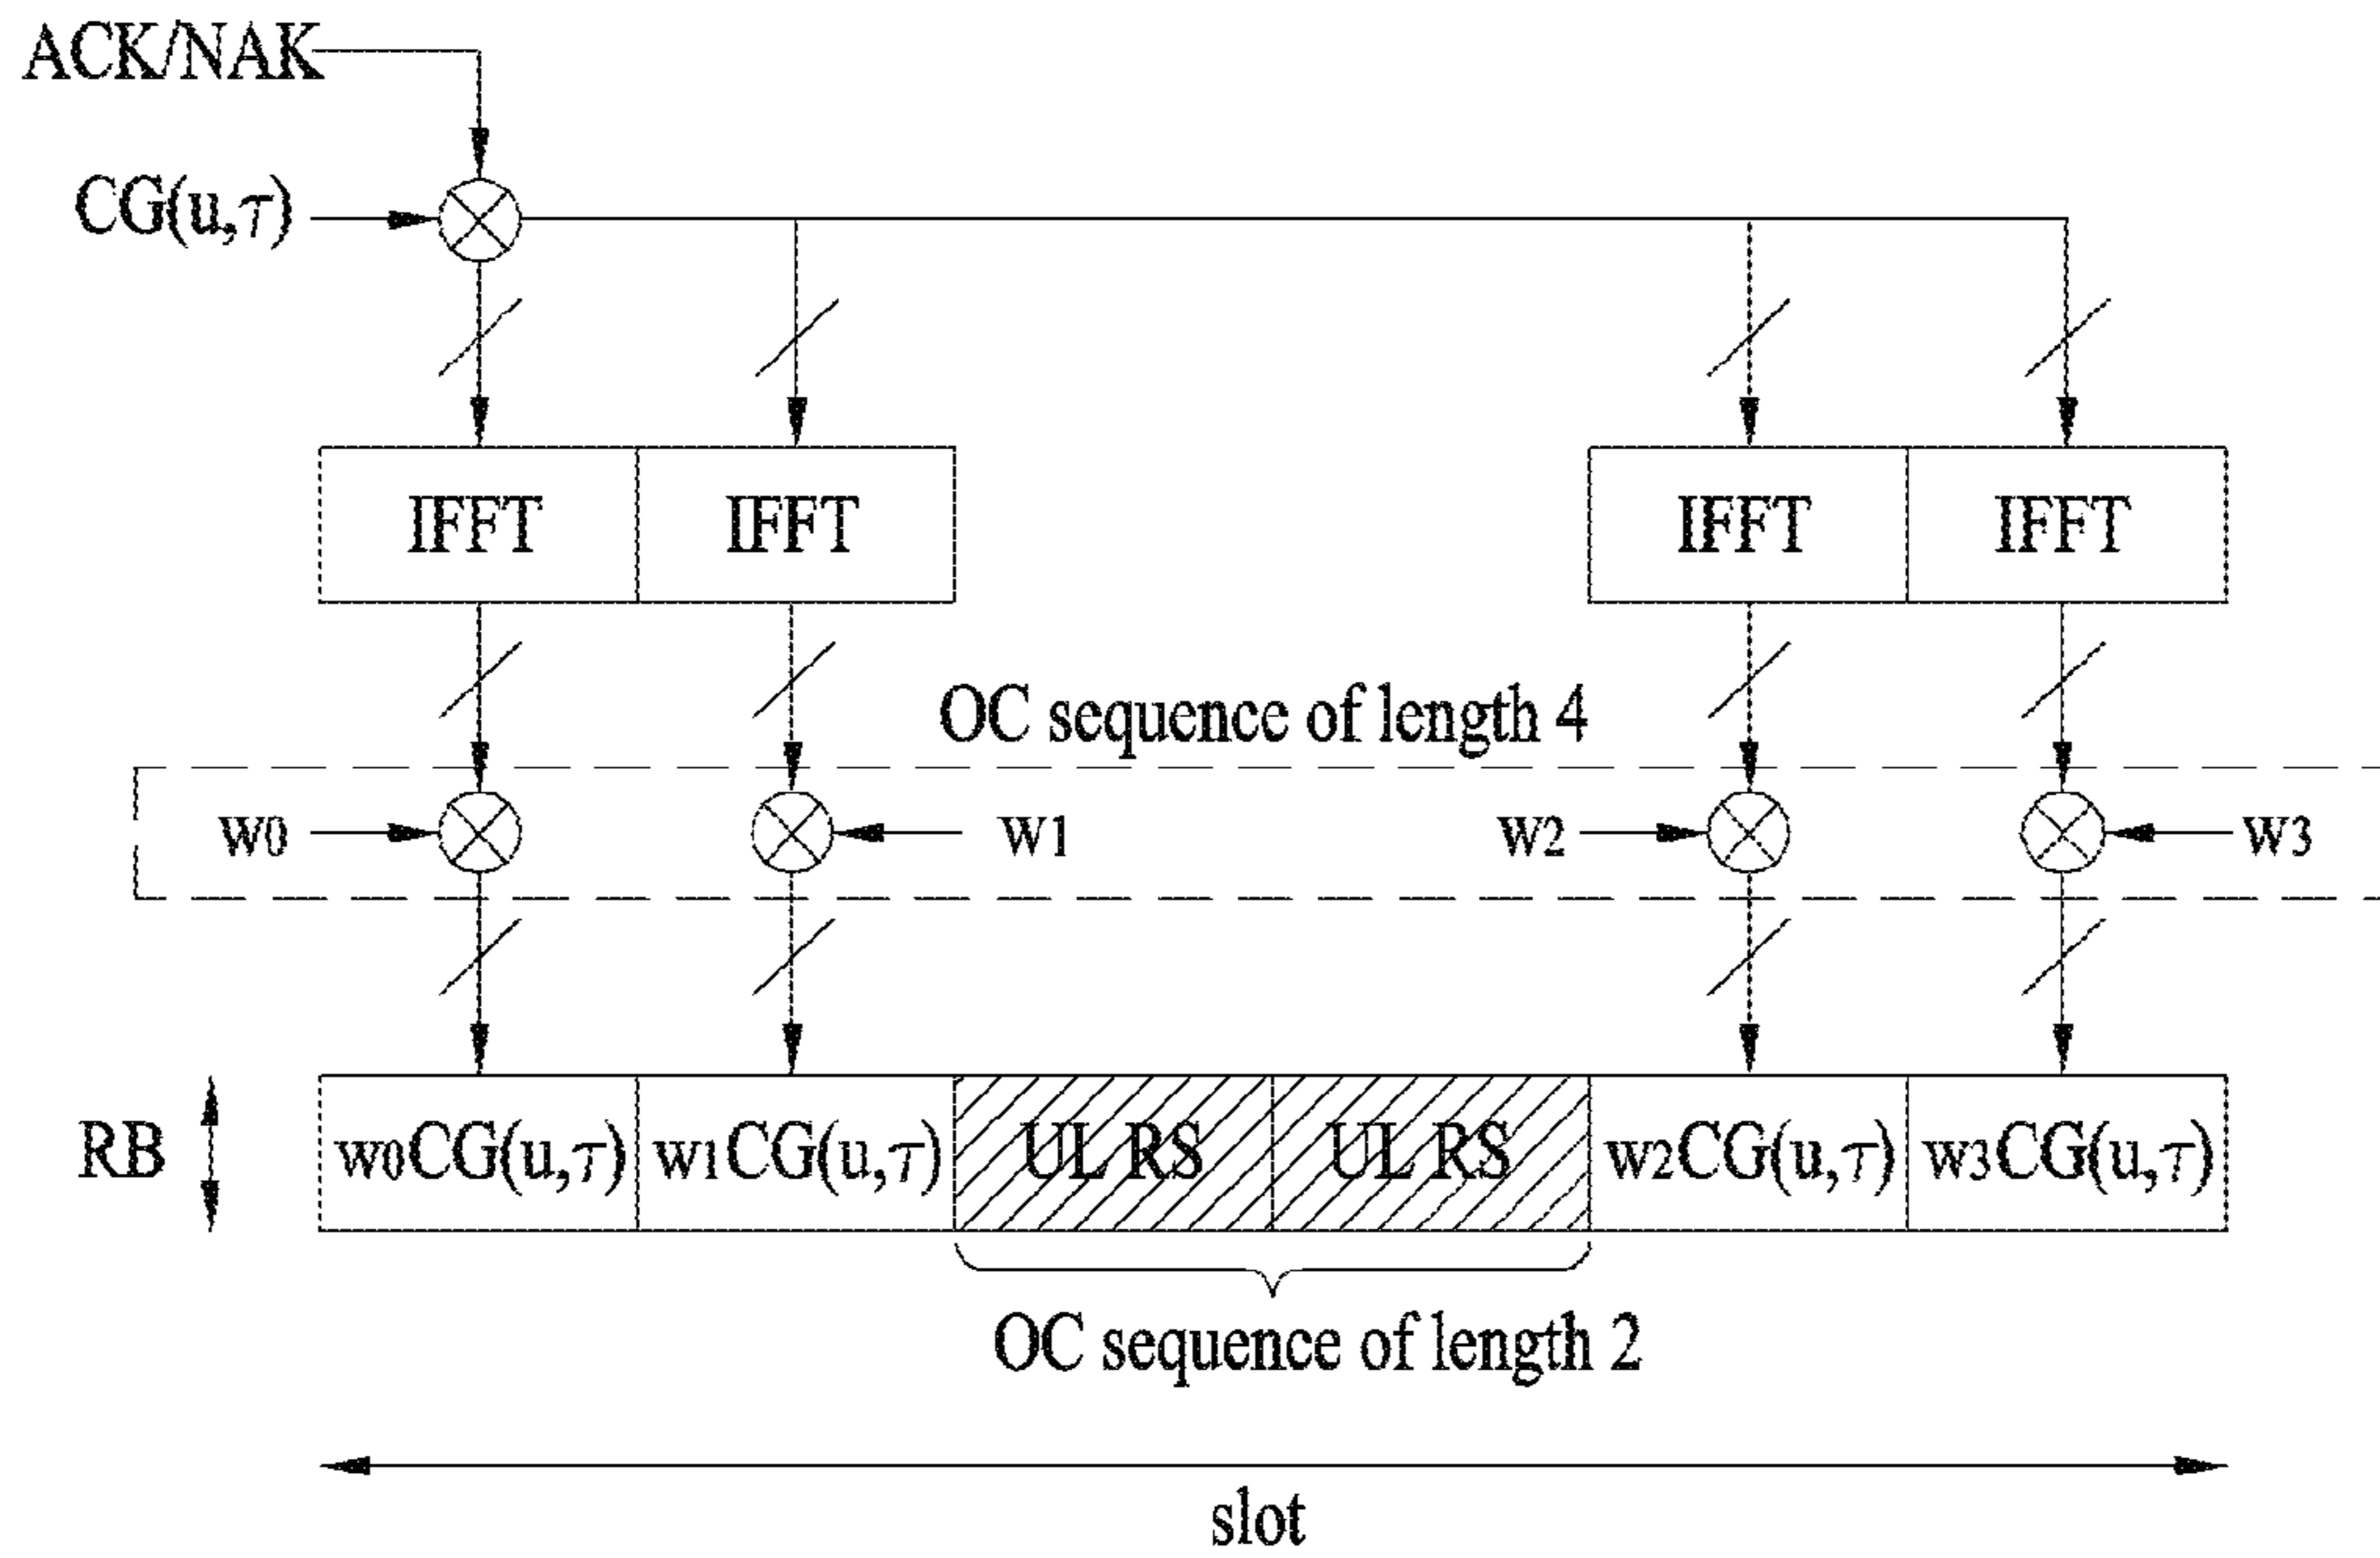 ACK/NAK
CG(u,τ)
IFFT IFFT IFFT IFFT
OC sequence of length 4
w0 w1 w2 w3
RB w0CG(u,τ) w1CG(u,τ) UL RS UL RS w2CG(u,τ) w3CG(u,τ)
OC sequence of length 2
slot